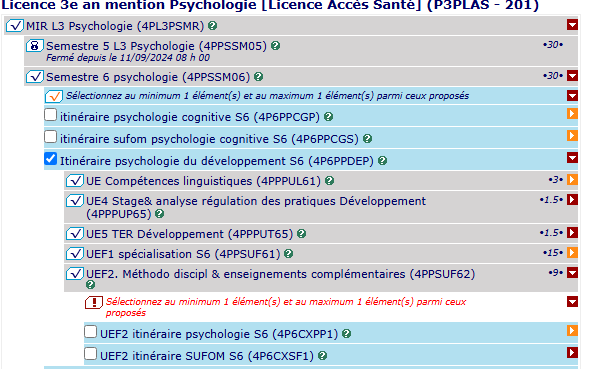 Licence 3e an mention Psychologie [Licence Accès Santé] (P3PLAS - 201)
MIR L3 Psychologie (4PL3PSMR) ?
Semestre 5 L3 Psychologie (4PPSSM05) ? •30•
Fermé depuis le 11/09/2024 08 h 00
Semestre 6 psychologie (4PPSSM06) ? •30•
Sélectionnez au minimum 1 élément(s) et au maximum 1 élément(s) parmi ceux proposés
itinéraire psychologie cognitive S6 (4P6PPCGP) ?
itinéraire sufom psychologie cognitive S6 (4P6PPCGS) ?
Itinéraire psychologie du développement S6 (4P6PPDEP) ?
UE Compétences linguistiques (4PPPUL61) ? •3•
UE4 Stage& analyse régulation des pratiques Développement
(4PPPUP65) ? •1.5•
UE5 TER Développement (4PPPUT65) ? •1.5•
UEF1 spécialisation S6 (4PPSUF61) ? •15•
UEF2. Méthodo discipl & enseignements complémentaires (4PPSUF62) •9•
?
! Sélectionnez au minimum 1 élément(s) et au maximum 1 élément(s) parmi ceux
proposés
UEF2 itinéraire psychologie S6 (4P6CXPP1) ?
UEF2 itinéraire SUFOM S6 (4P6CXSF1) ?